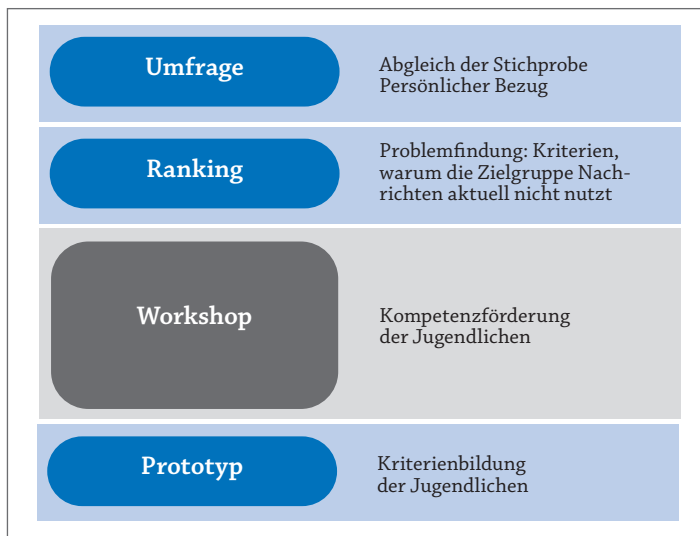 Umfrage
Abgleich der Stichprobe
Persönlicher Bezug
Ranking
Problemfindung: Kriterien,
warum die Zielgruppe Nach-
richten aktuell nicht nutzt
Workshop
Kompetenzförderung
der Jugendlichen
Prototyp
Kriterienbildung
der Jugendlichen